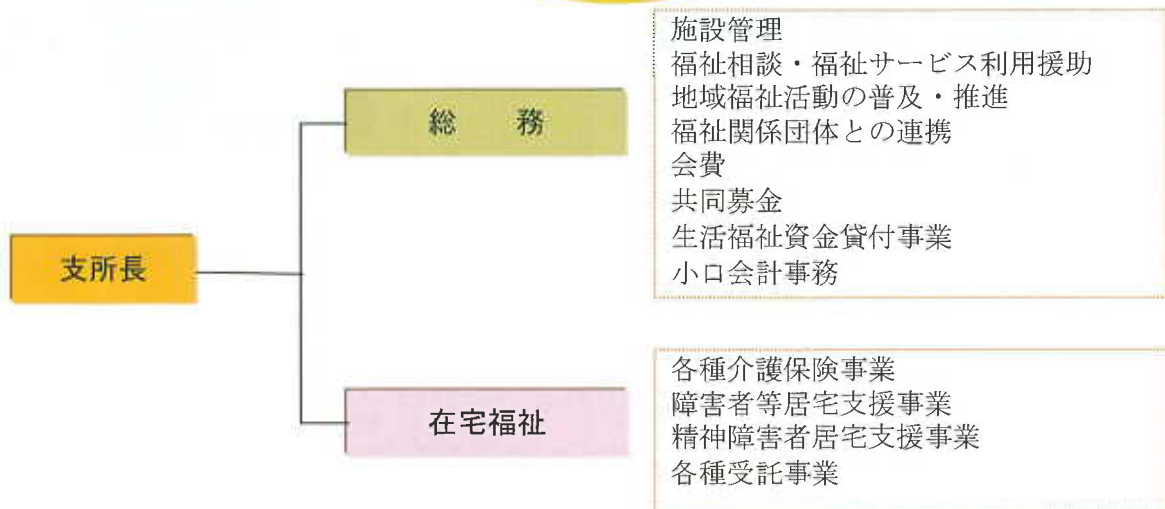 支所長
総　務
施設管理
福祉相談・福祉サービス利用援助
地域福祉活動の普及・推進
福祉関係団体との連携
会費
共同募金
生活福祉資金貸付事業
小口会計事務
在宅福祉
各種介護保険事業
障害者等居宅支援事業
精神障害者居宅支援事業
各種受託事業